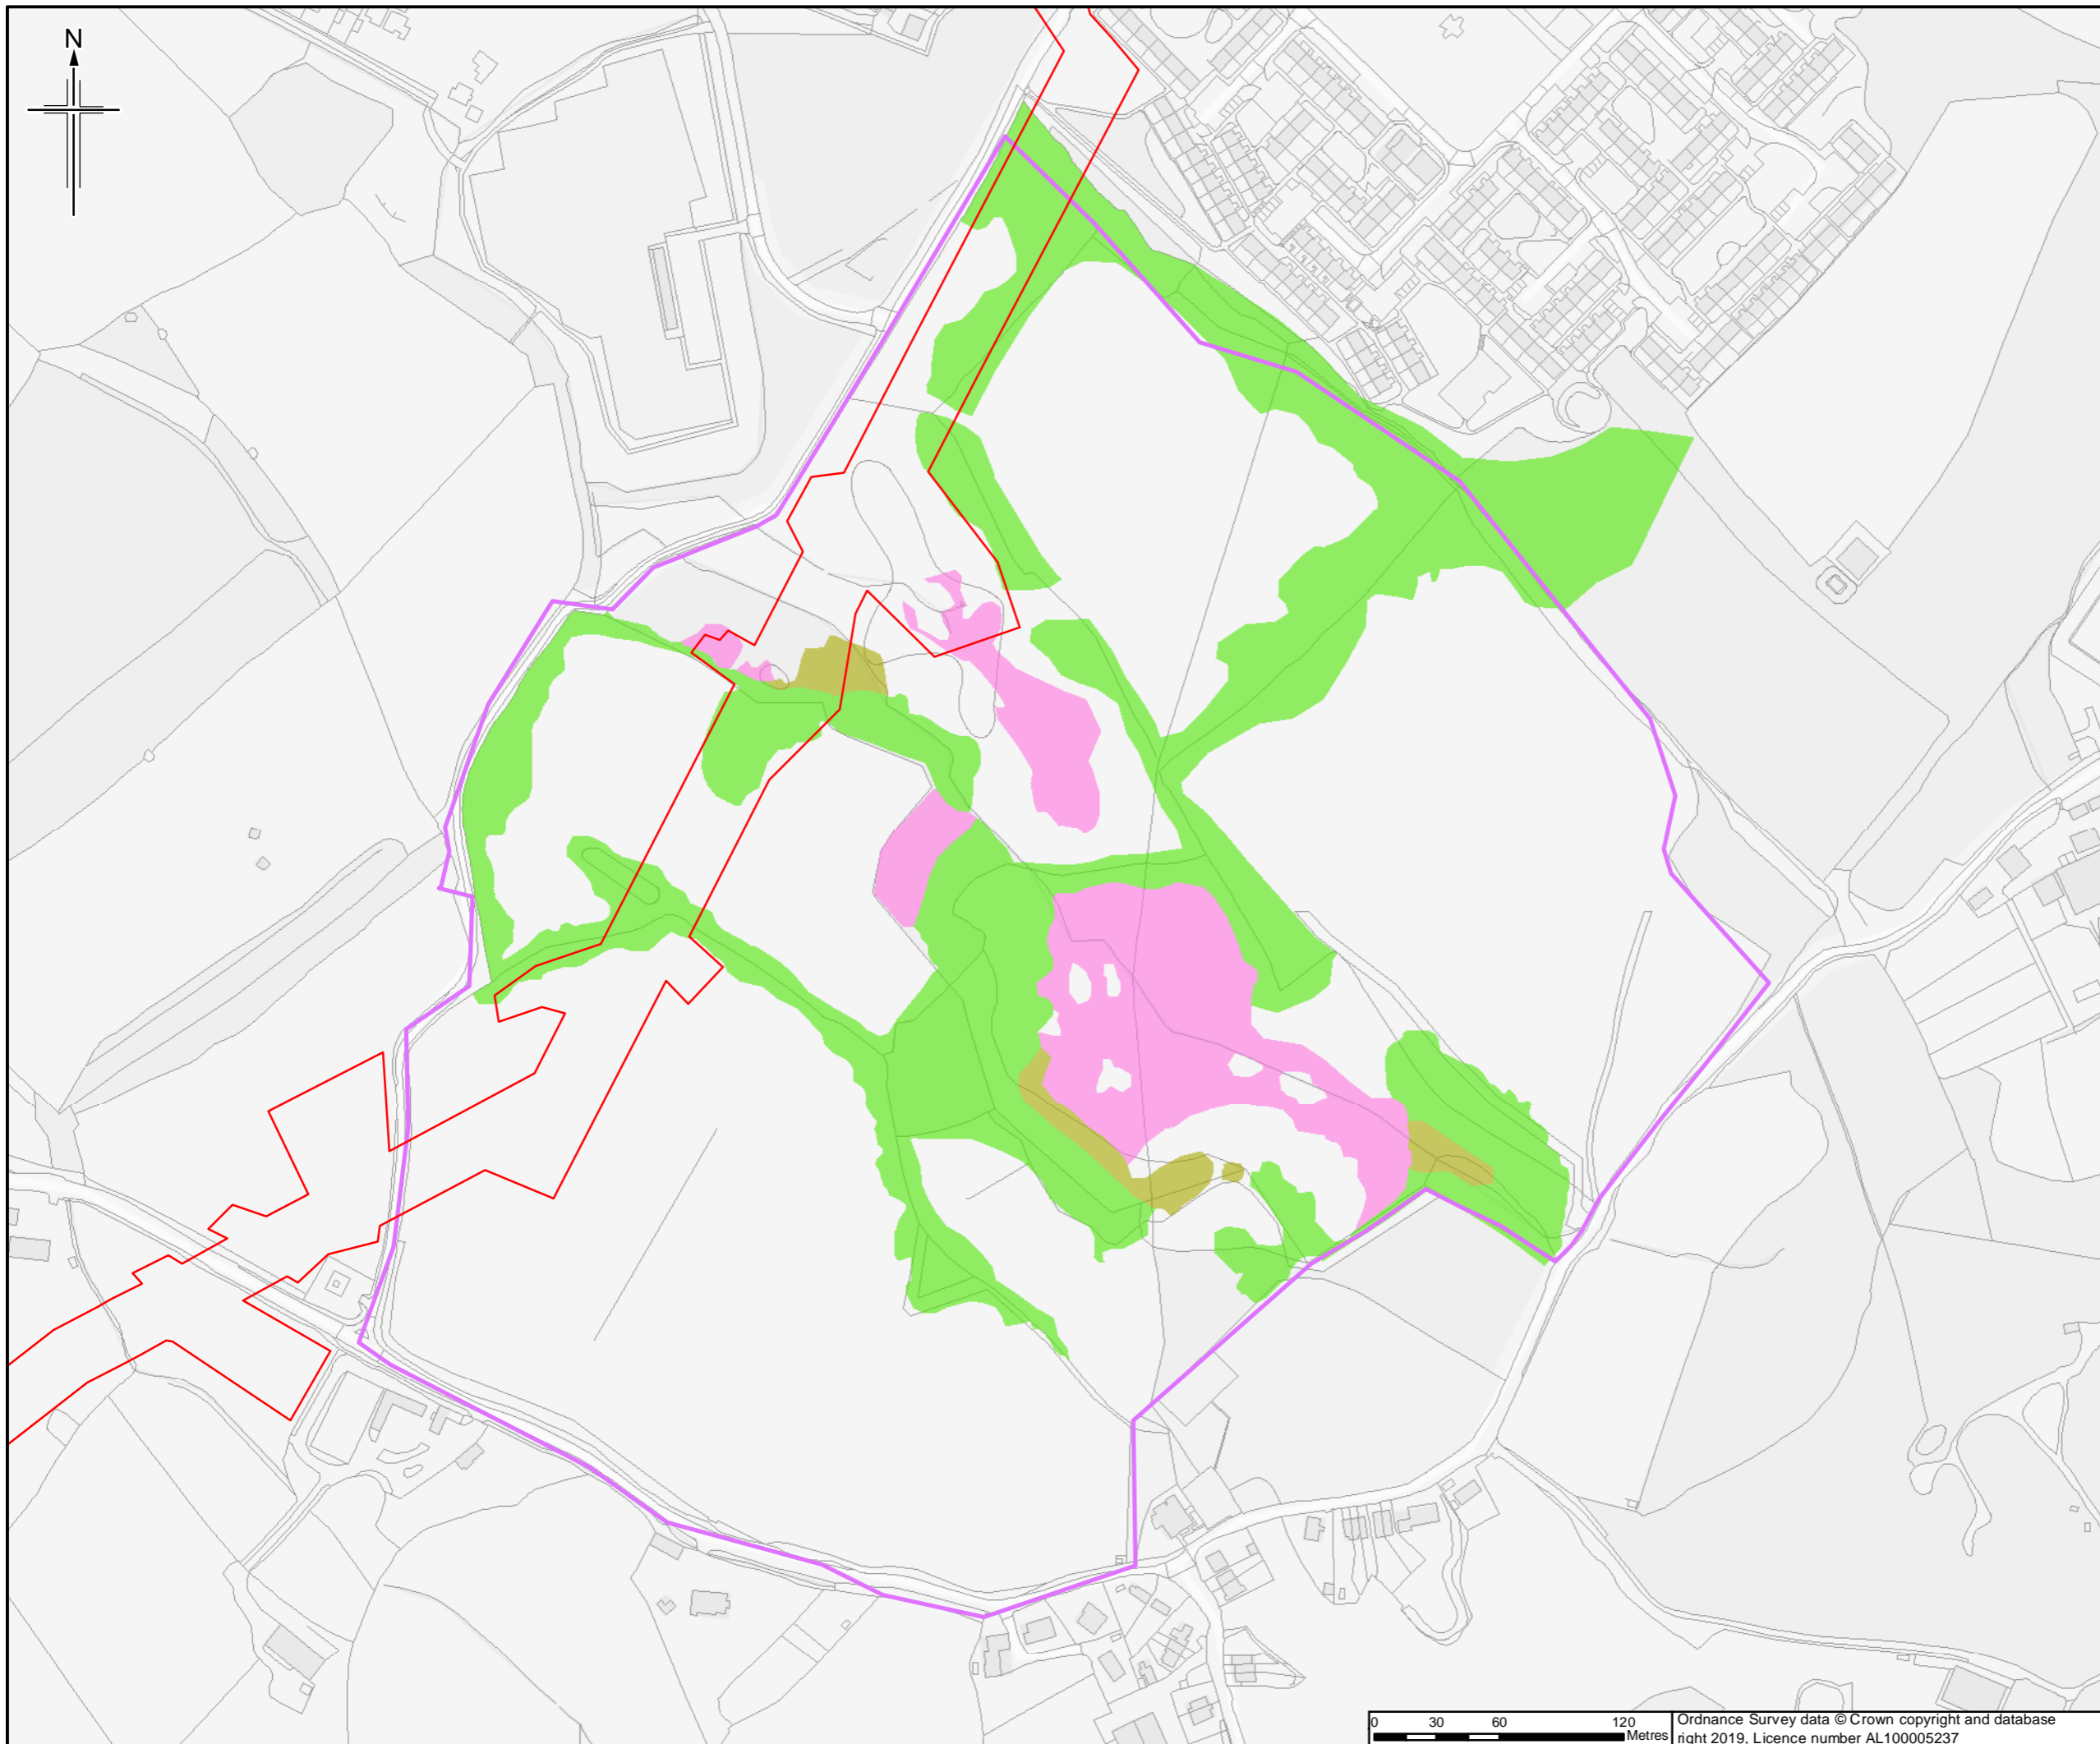 N
0 30 60 120
Metres
Ordnance Survey data © Crown copyright and database
right 2019. Licence number AL100005237